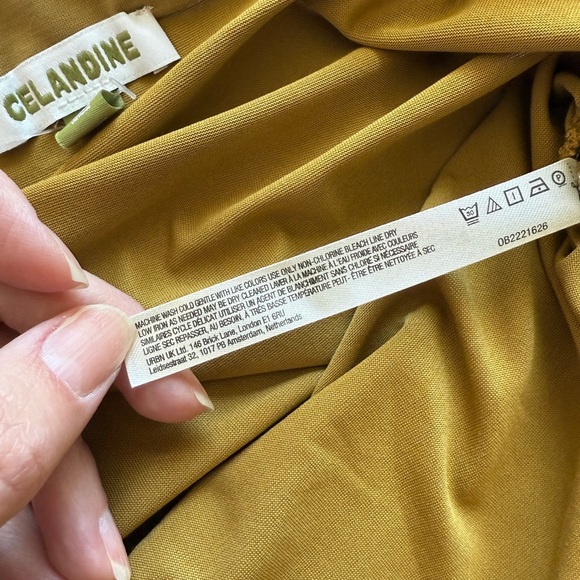 CELANDINE
30
P
0B2221626
MACHINE WASH COLD GENTLE WITH LIKE COLORS USE ONLY NON-CHLORINE BLEACH LINE DRY
LOW IRON AS NEEDED MAY BE DRY CLEANED LAVER À LA MACHINE À L'EAU FROIDE AVEC COULEURS
SIMILAIRES CYCLE DÉLICAT UTILISER UN AGENT DE BLANCHIMENT SANS CHLORE SI NÉCESSAIRE
LIGNE SEC REPASSER, AU BESOIN, À TRÈS BASSE TEMPÉRATURE PEUT- ÊTRE ÊTRE NETTOYÉE À SEC
URBN UK Ltd. 146 Brick Lane, London E1 6RU
Leidsestraat 32, 1017 PB Amsterdam, Netherlands